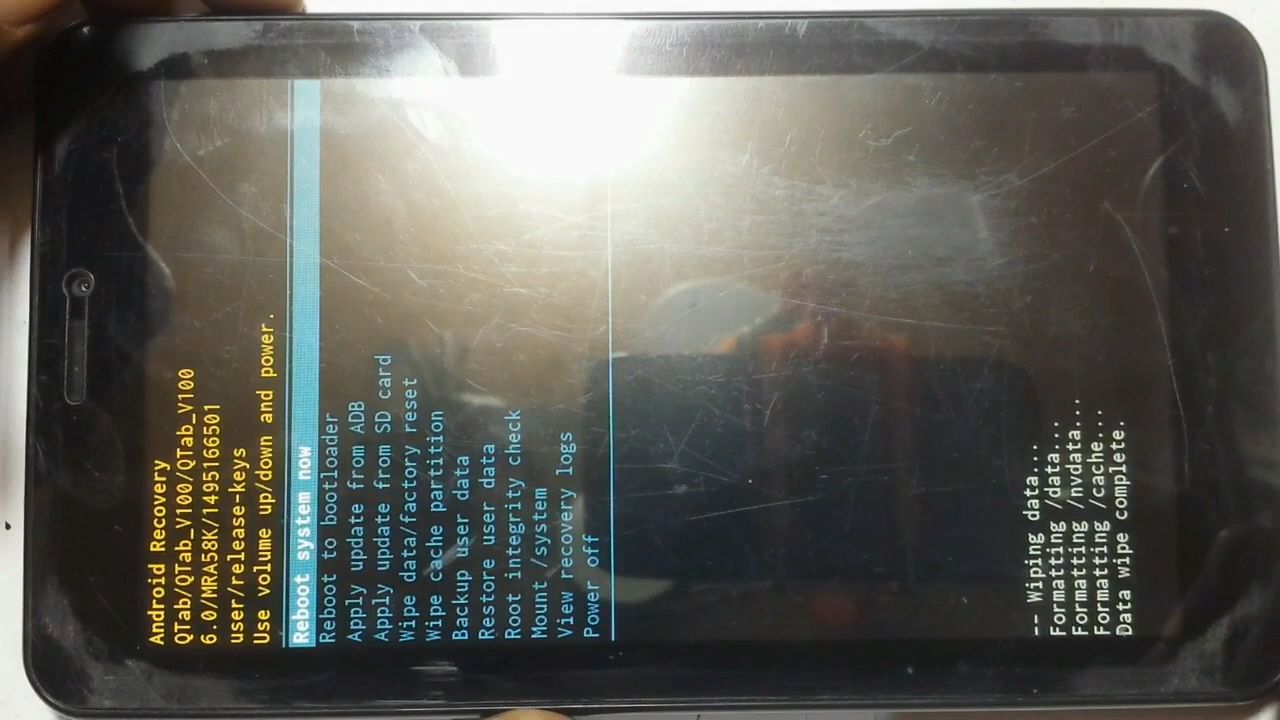 Android Recovery
QTab/QTab_V100/QTab_V100
6.0/MRA58K/1495166501
user/release-keys
Use volume up/down and power.
Reboot system now
Reboot to bootloader
Apply update from ADB
Apply update from SD card
Wipe data/factory reset
Wipe cache partition
Backup user data
Restore user data
Root integrity check
Mount /system
View recovery logs
Power off
-- Wiping data...
Formatting /data...
Formatting /nvdata...
Formatting /cache...
Data wipe complete.